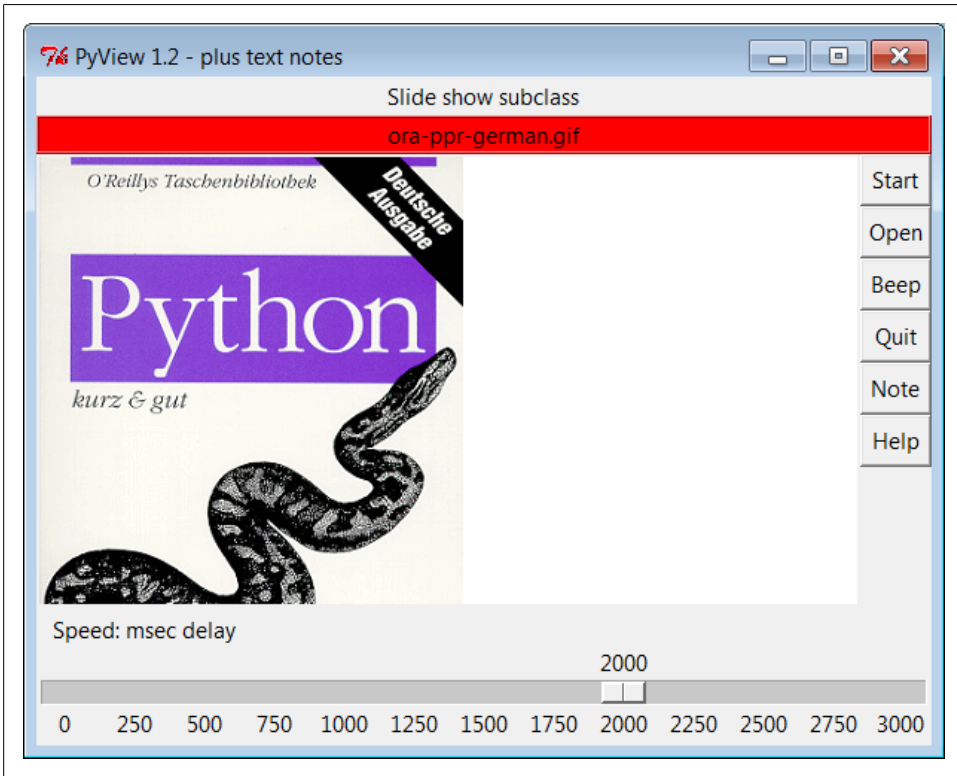 PyView 1.2 - plus text notes
Slide show subclass
ora-ppr-german.gif
O'Reillys Taschenbibliothek
Deutsche
Ausgabe
Python
kurz & gut
Start
Open
Beep
Quit
Note
Help
Speed: msec delay
2000
0 250 500 750 1000 1250 1500 1750 2000 2250 2500 2750 3000